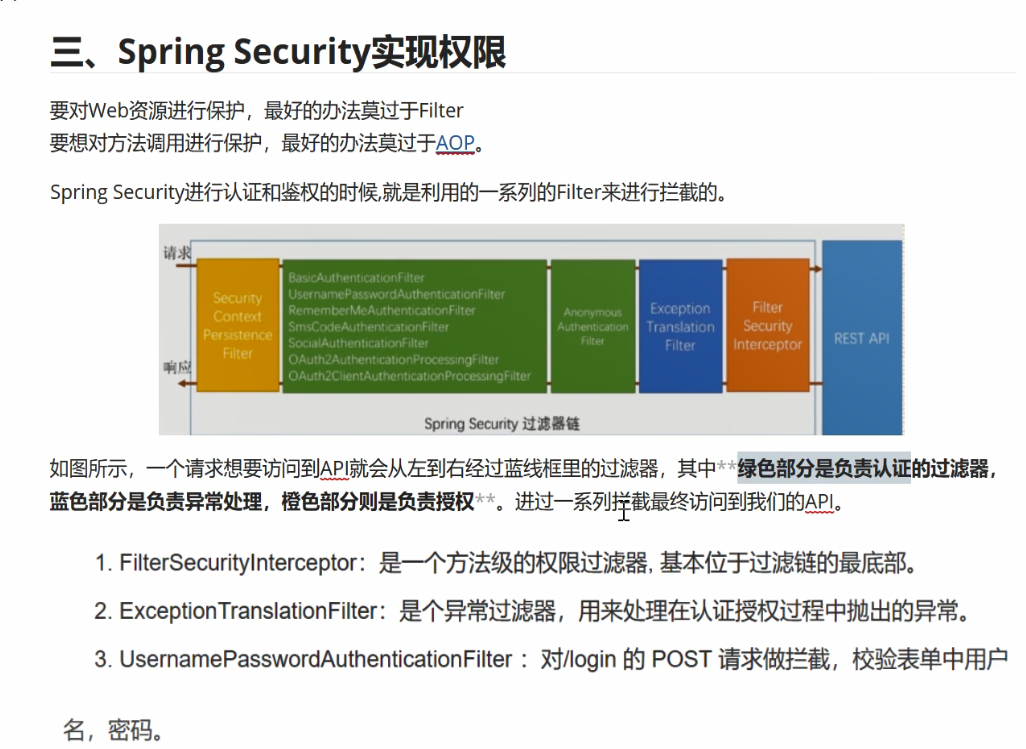 三、Spring Security实现权限
要对Web资源进行保护，最好的办法莫过于Filter
要想对方法调用进行保护，最好的办法莫过于AOP。
Spring Security进行认证和鉴权的时候,就是利用的一系列的Filter来进行拦截的。
请求
Security
Context
Persistence
Filter
BasicAuthenticationFilter
UsernamePasswordAuthenticationFilter
RememberMeAuthenticationFilter
SmsCodeAuthenticationFilter
SocialAuthenticationFilter
OAuth2AuthenticationProcessingFilter
OAuth2ClientAuthenticationProcessingFilter
Anonymous
Authentication
Filter
Exception
Translation
Filter
Filter
Security
Interceptor
REST API
响应
Spring Security 过滤器链
如图所示，一个请求想要访问到API就会从左到右经过蓝线框里的过滤器，其中**绿色部分是负责认证的过滤器，
蓝色部分是负责异常处理，橙色部分则是负责授权**。进过一系列拦截最终访问到我们的API。
1. FilterSecurityInterceptor：是一个方法级的权限过滤器, 基本位于过滤链的最底部。
2. ExceptionTranslationFilter：是个异常过滤器，用来处理在认证授权过程中抛出的异常。
3. UsernamePasswordAuthenticationFilter ：对/login 的 POST 请求做拦截，校验表单中用户
名，密码。